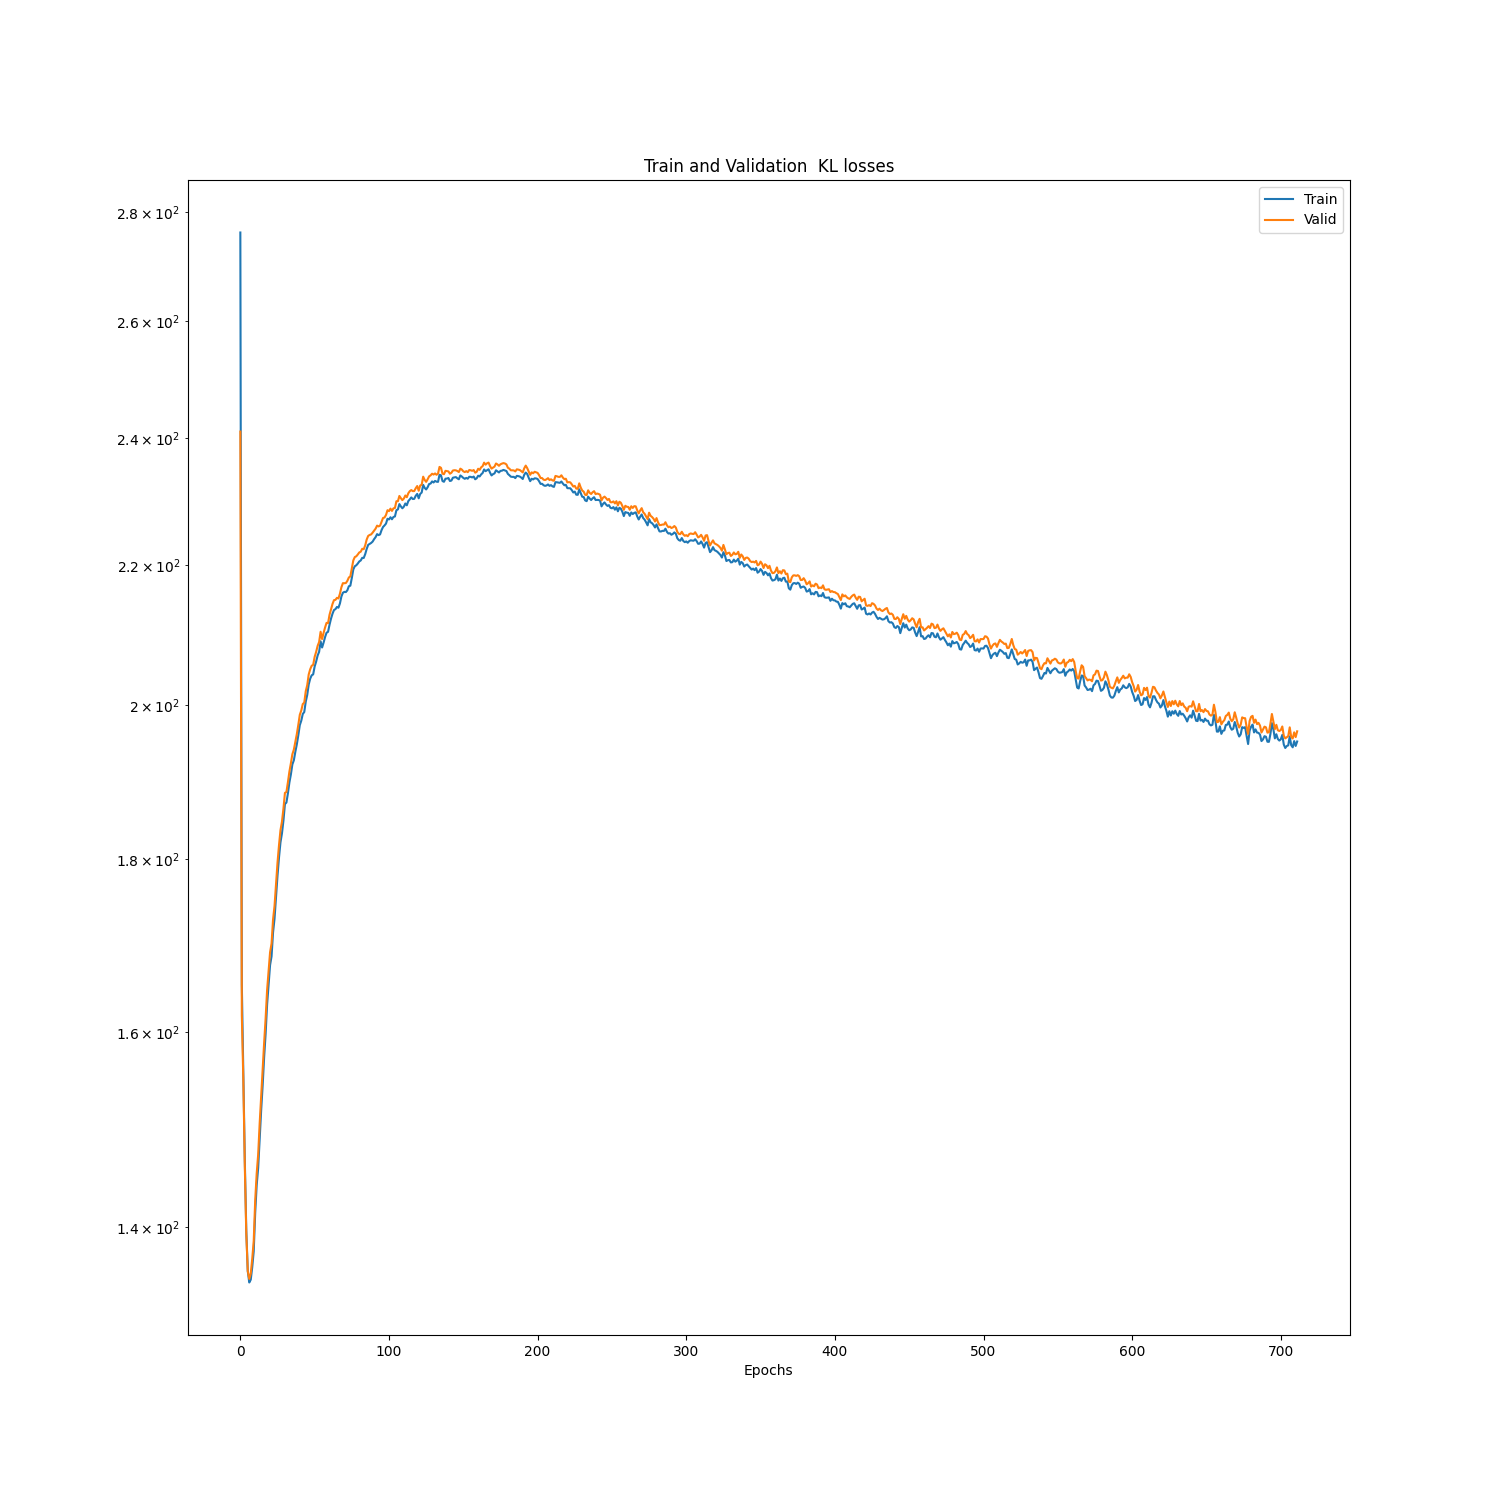 Train and Validation  KL losses
Train
Valid
2.8 × 10²
2.6 × 10²
2.4 × 10²
2.2 × 10²
2 × 10²
1.8 × 10²
1.6 × 10²
1.4 × 10²
0 100 200 300 400 500 600 700
Epochs